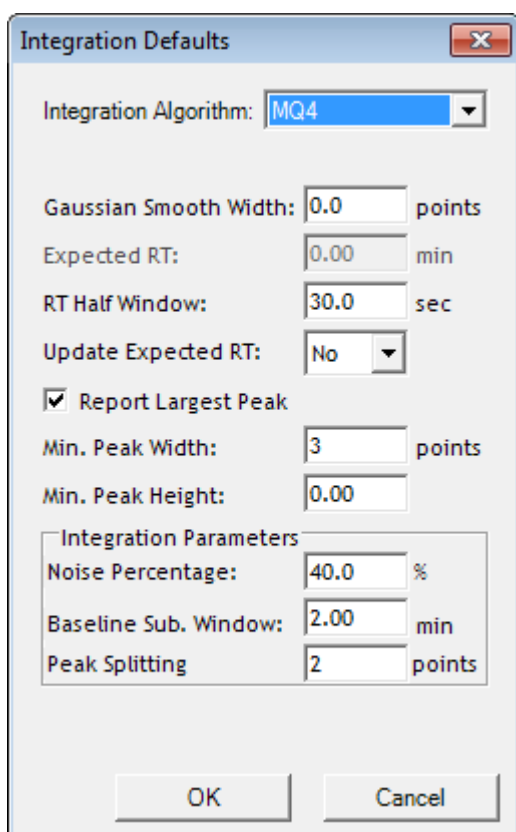 Integration Defaults
Integration Algorithm: MQ4
Gaussian Smooth Width: 0.0 points
Expected RT: 0.00 min
RT Half Window: 30.0 sec
Update Expected RT: No
Report Largest Peak
Min. Peak Width: 3 points
Min. Peak Height: 0.00
Integration Parameters
Noise Percentage: 40.0 %
Baseline Sub. Window: 2.00 min
Peak Splitting 2 points
OK Cancel